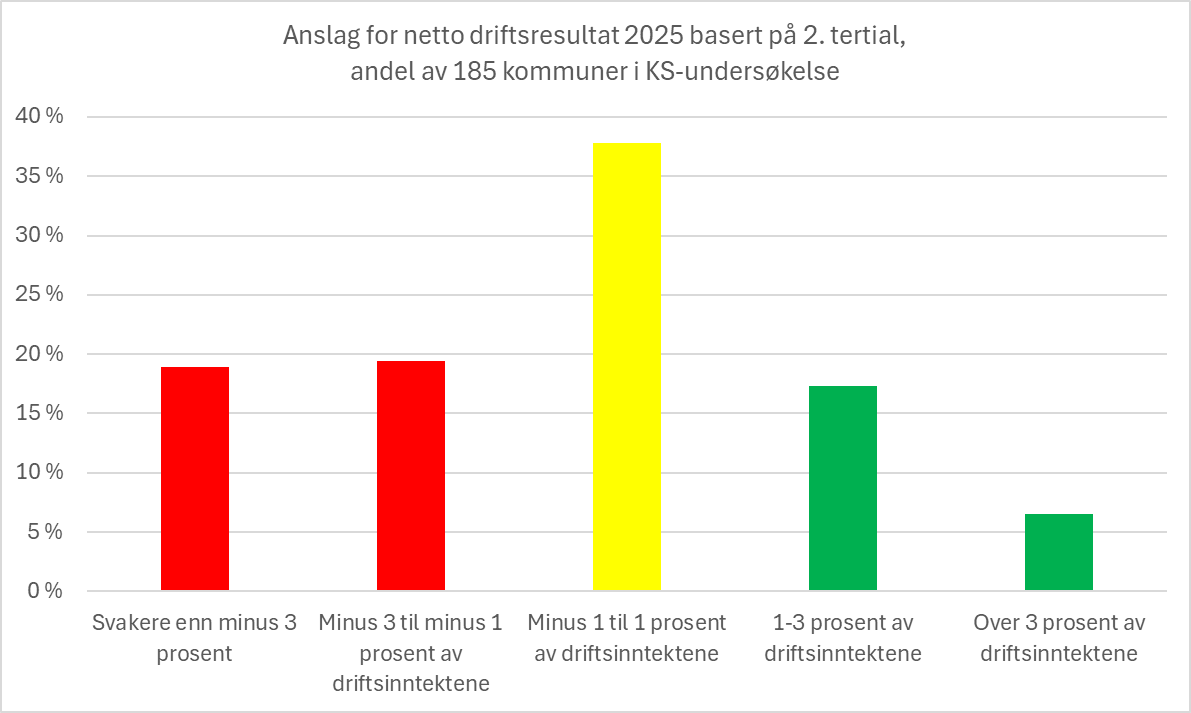 Anslag for netto driftsresultat 2025 basert på 2. tertial,
andel av 185 kommuner i KS-undersøkelse
40 %
35 %
30 %
25 %
20 %
15 %
10 %
5 %
0 %
Svakere enn minus 3
prosent
Minus 3 til minus 1
prosent av
driftsinntektene
Minus 1 til 1 prosent
av driftsinntektene
1-3 prosent av
driftsinntektene
Over 3 prosent av
driftsinntektene